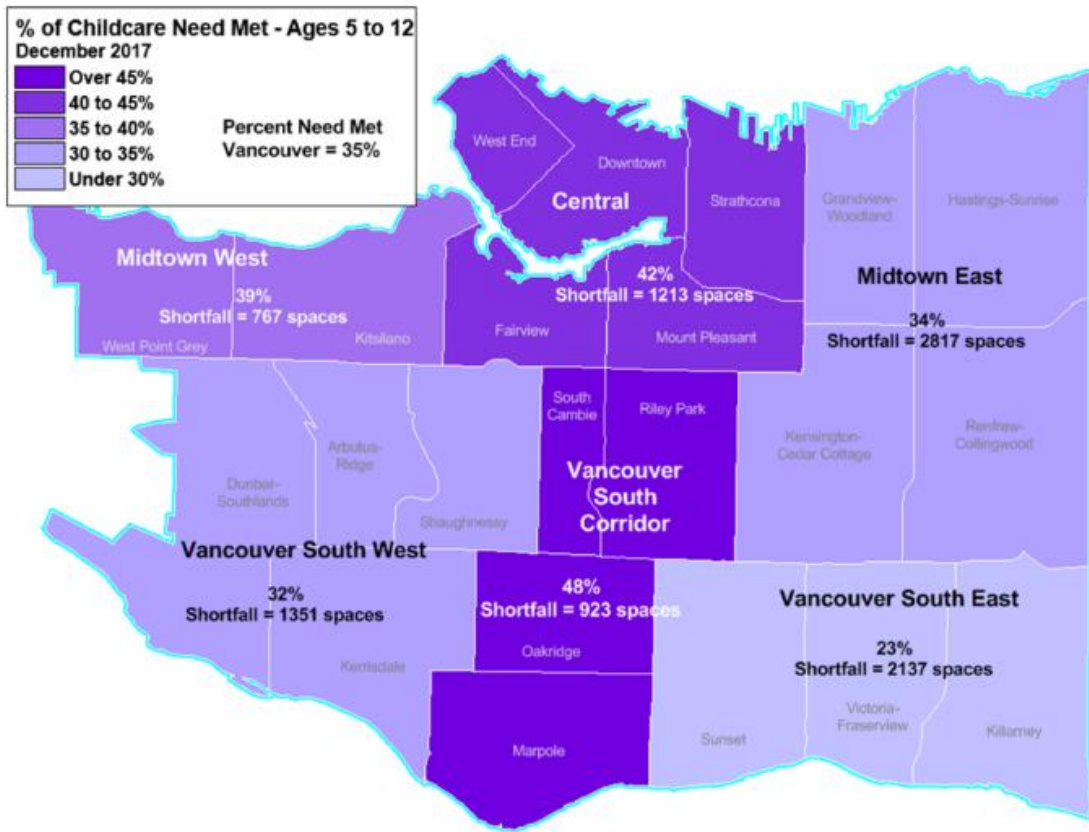 % of Childcare Need Met - Ages 5 to 12
December 2017
Over 45%
40 to 45%
35 to 40%
30 to 35%
Under 30%
Percent Need Met
Vancouver = 35%
West End
Downtown
Central
Strathcona
42%
Shortfall = 1213 spaces
Fairview
Mount Pleasant
Grandview-
Woodland
Hastings-Sunrise
Midtown East
34%
Shortfall = 2817 spaces
Kensington-
Cedar Cottage
Renfrew-
Collingwood
Midtown West
39%
Shortfall = 767 spaces
West Point Grey
Kitsilano
South
Cambie
Riley Park
Vancouver
South
Corridor
48%
Shortfall = 923 spaces
Oakridge
Marpole
Dunbar-
Southlands
Arbutus-
Ridge
Shaughnessy
Vancouver South West
32%
Shortfall = 1351 spaces
Kerrisdale
Vancouver South East
23%
Shortfall = 2137 spaces
Sunset
Victoria-
Fraserview
Killarney